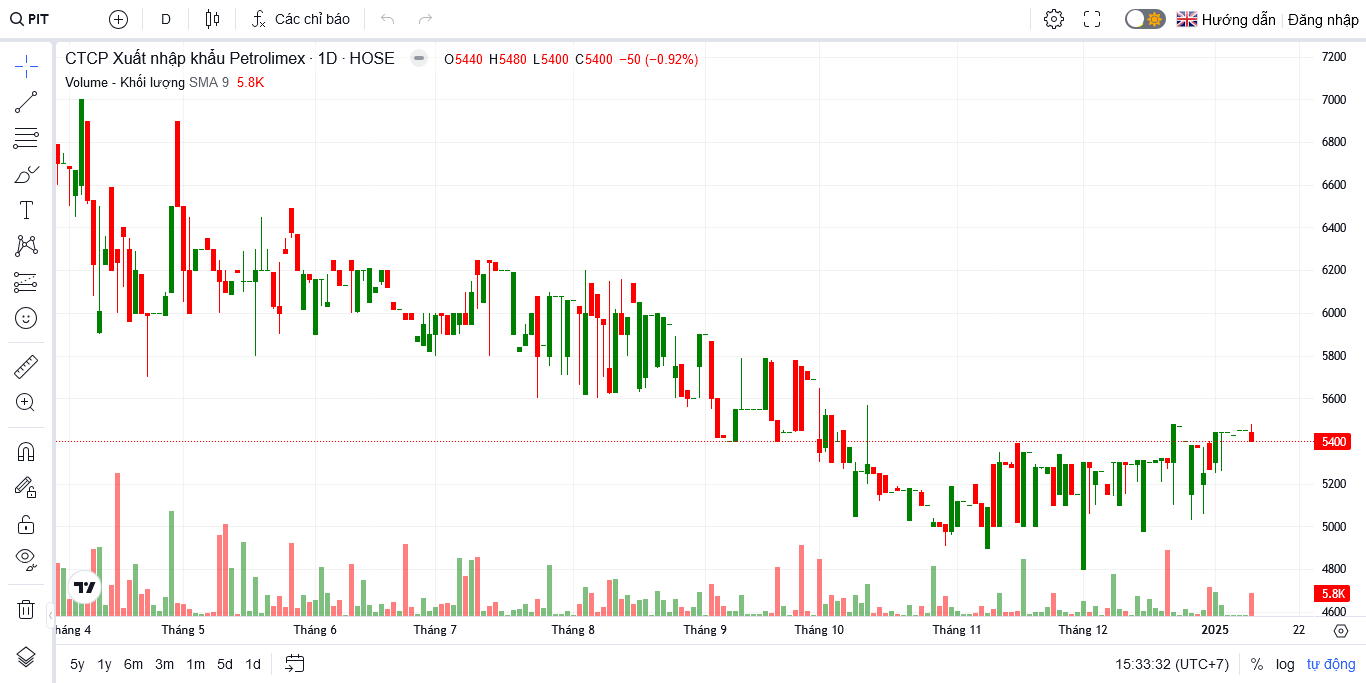 PIT D Các chỉ báo Hướng dẫn Đăng nhập
CTCP Xuất nhập khẩu Petrolimex · 1D · HOSE O5440 H5480 L5400 C5400 −50 (−0.92%)
Volume - Khối lượng SMA 9 5.8K
7200
7000
6800
6600
6400
6200
6000
5800
5600
5400
5200
5000
4800
5.8K
4600
háng 4 Tháng 5 Tháng 6 Tháng 7 Tháng 8 Tháng 9 Tháng 10 Tháng 11 Tháng 12 2025 22
5y 1y 6m 3m 1m 5d 1d 15:33:32 (UTC+7) % log tự động